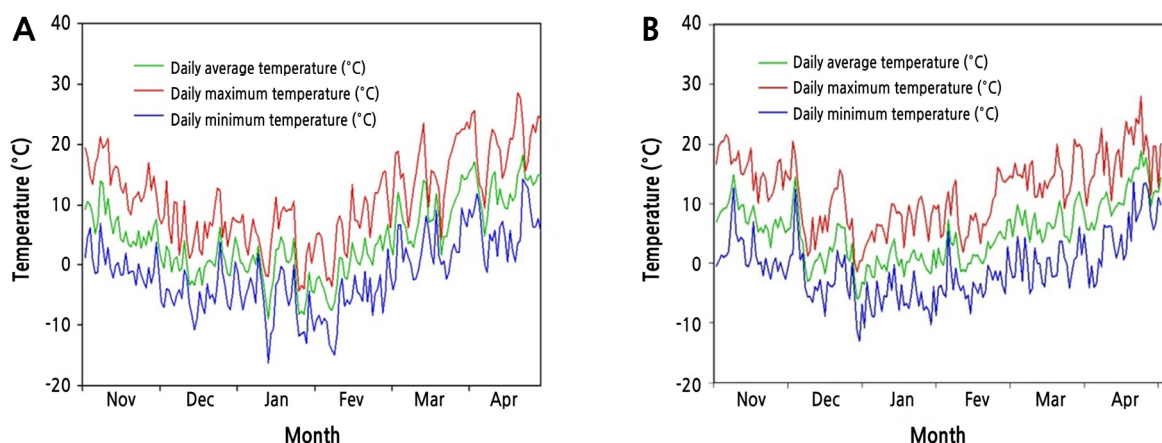 A
40
30
20
10
0
-10
-20
Temperature (°C)
Daily average temperature (°C)
Daily maximum temperature (°C)
Daily minimum temperature (°C)
Nov Dec Jan Fev Mar Apr
Month
B
40
30
20
10
0
-10
-20
Temperature (°C)
Daily average temperature (°C)
Daily maximum temperature (°C)
Daily minimum temperature (°C)
Nov Dec Jan Feb Mar Apr
Month